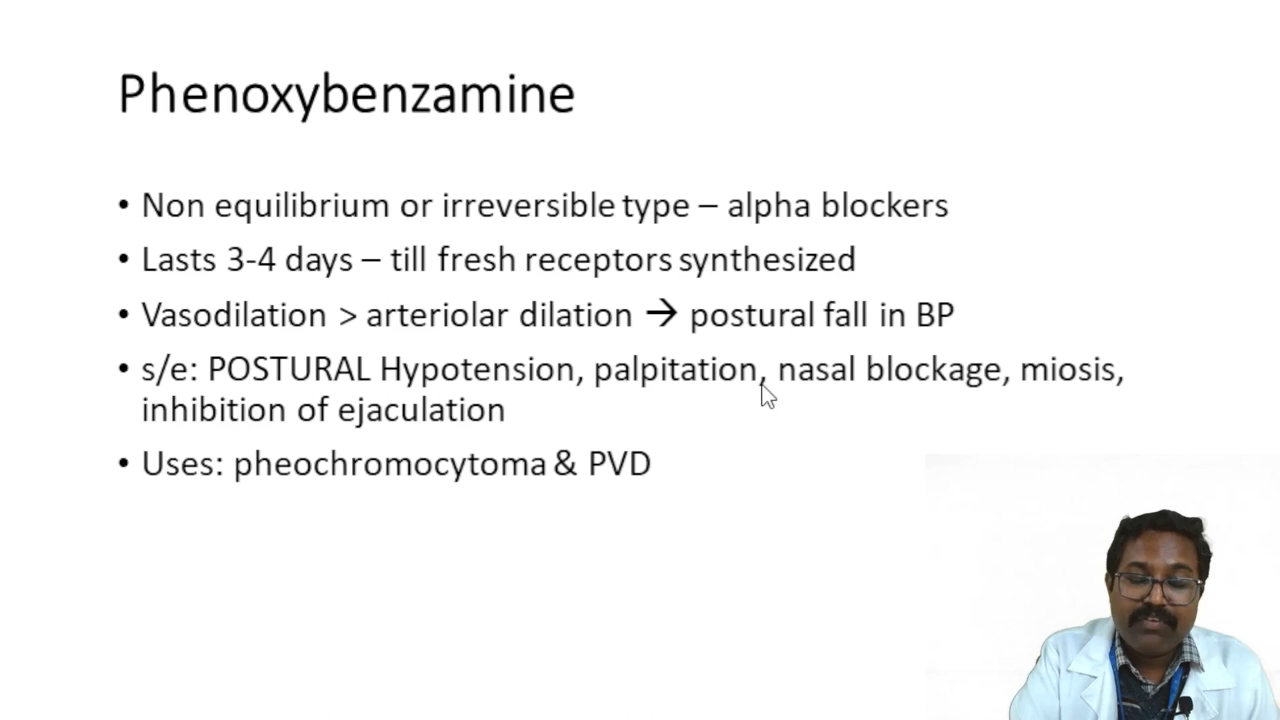 Phenoxybenzamine
• Non equilibrium or irreversible type – alpha blockers
• Lasts 3-4 days – till fresh receptors synthesized
• Vasodilation > arteriolar dilation → postural fall in BP
• s/e: POSTURAL Hypotension, palpitation, nasal blockage, miosis,
inhibition of ejaculation
• Uses: pheochromocytoma & PVD